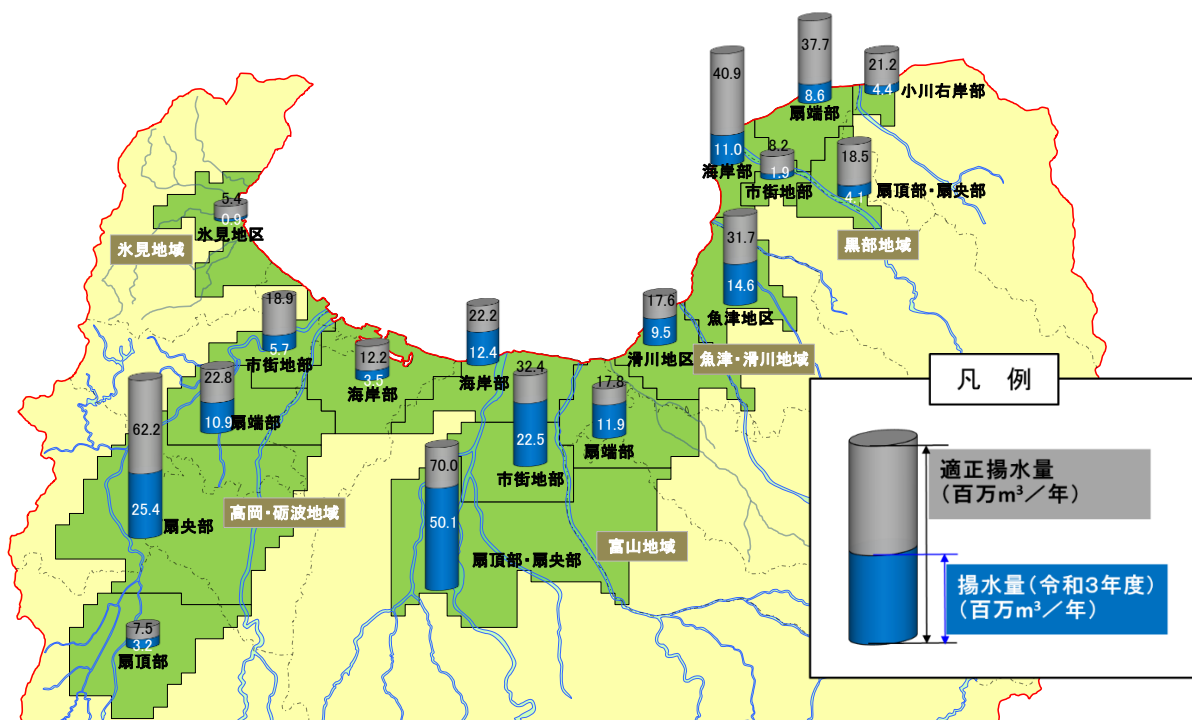 37.7
8.6
扇端部
21.2
4.4
小川右岸部
40.9
11.0
海岸部
8.2
1.9
市街地部
18.5
4.1
扇頂部・扇央部
黒部地域
5.4
0.9
氷見地区
氷見地域
31.7
14.6
魚津地区
17.6
9.5
滑川地区
魚津・滑川地域
18.9
5.7
市街地部
12.2
3.5
海岸部
22.2
12.4
海岸部
22.8
10.9
扇端部
32.4
22.5
市街地部
17.8
11.9
扇端部
62.2
25.4
扇央部
高岡・砺波地域
70.0
50.1
扇頂部・扇央部
富山地域
7.5
3.2
扇頂部
凡 例
適正揚水量
（百万m³／年）
揚水量（令和3年度）
（百万m³／年）